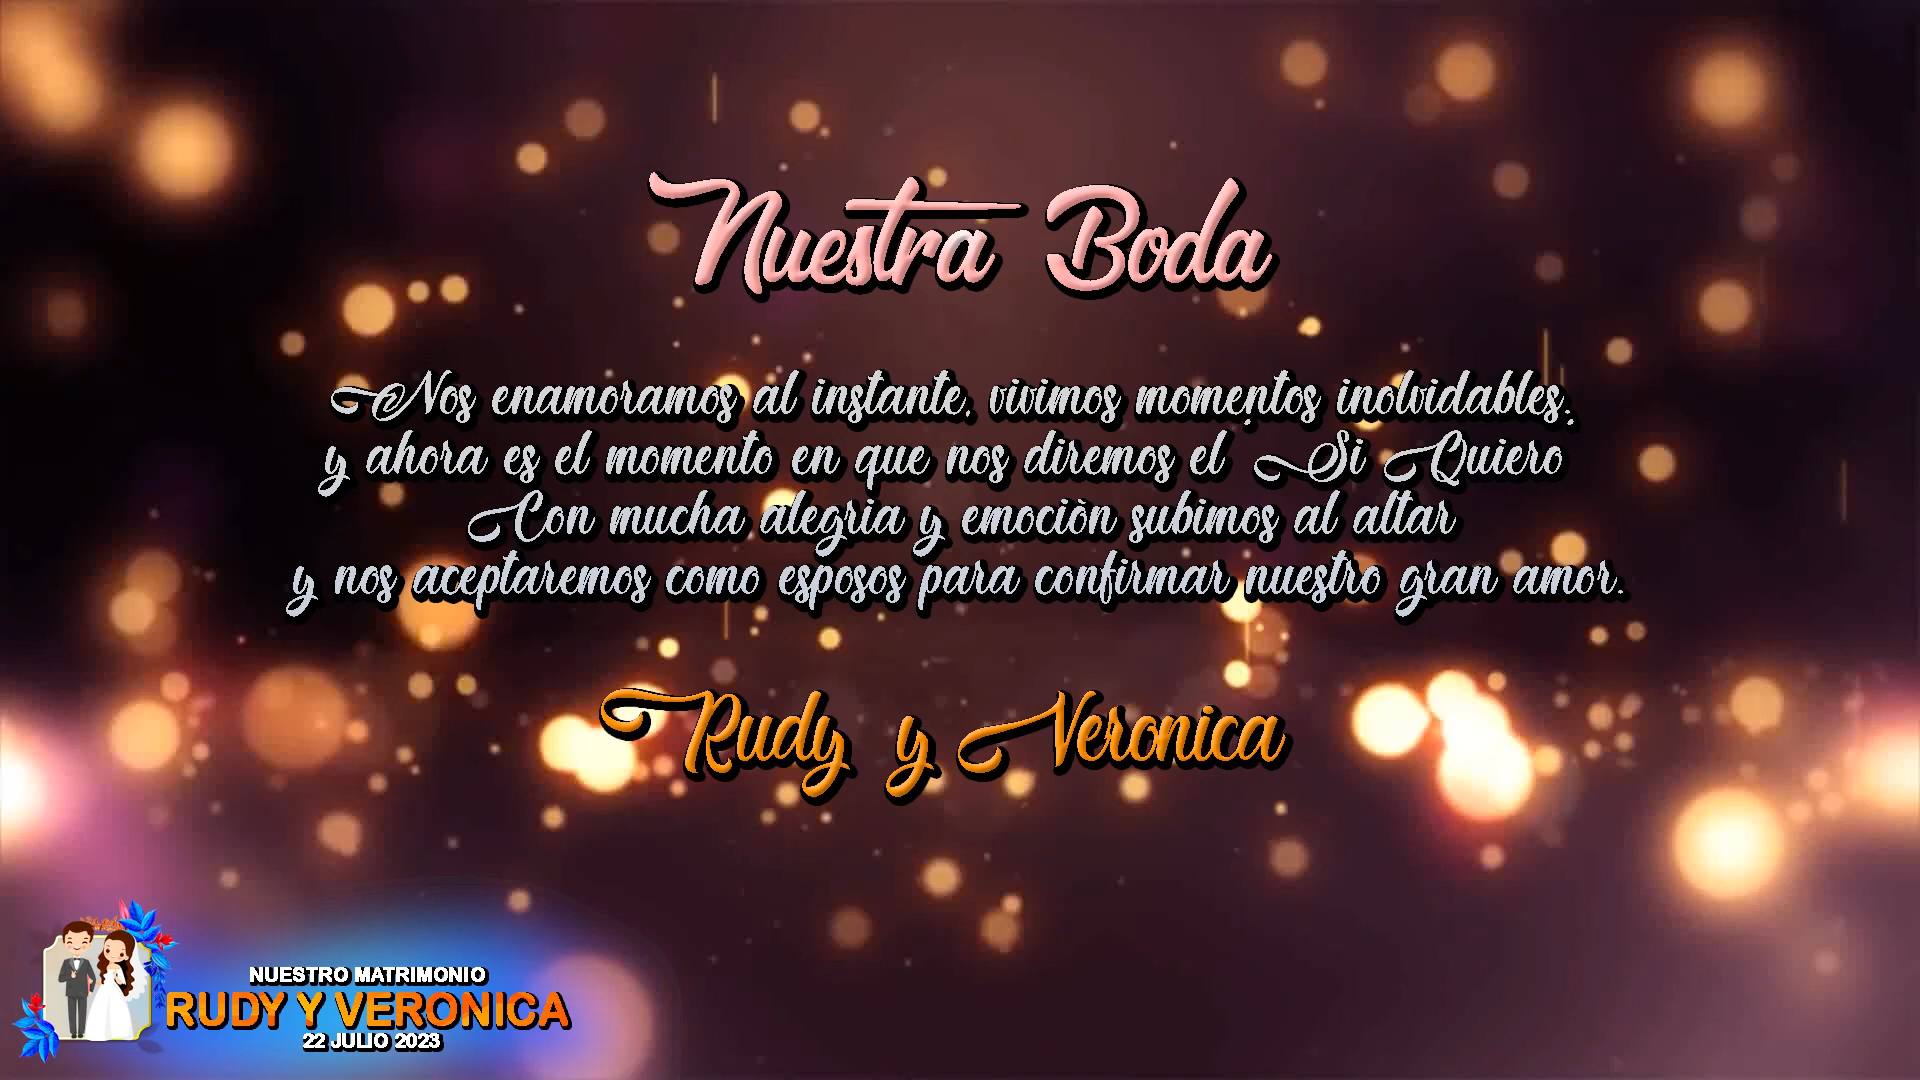 Nuestra Boda
Nos enamoramos al instante, vivimos momentos inolvidables,
y ahora es el momento en que nos diremos el "Si Quiero
Con mucha alegria y emociòn subimos al altar
y nos aceptaremos como esposos para confirmar nuestro gran amor.
Rudy y Veronica
NUESTRO MATRIMONIO
RUDY Y VERONICA
22 JULIO 2023